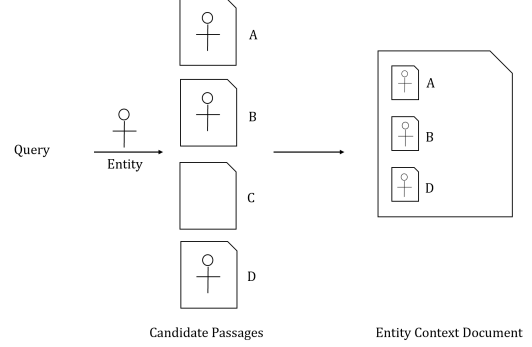 A
B
C
D
Query
Entity
A
B
D
Candidate Passages
Entity Context Document